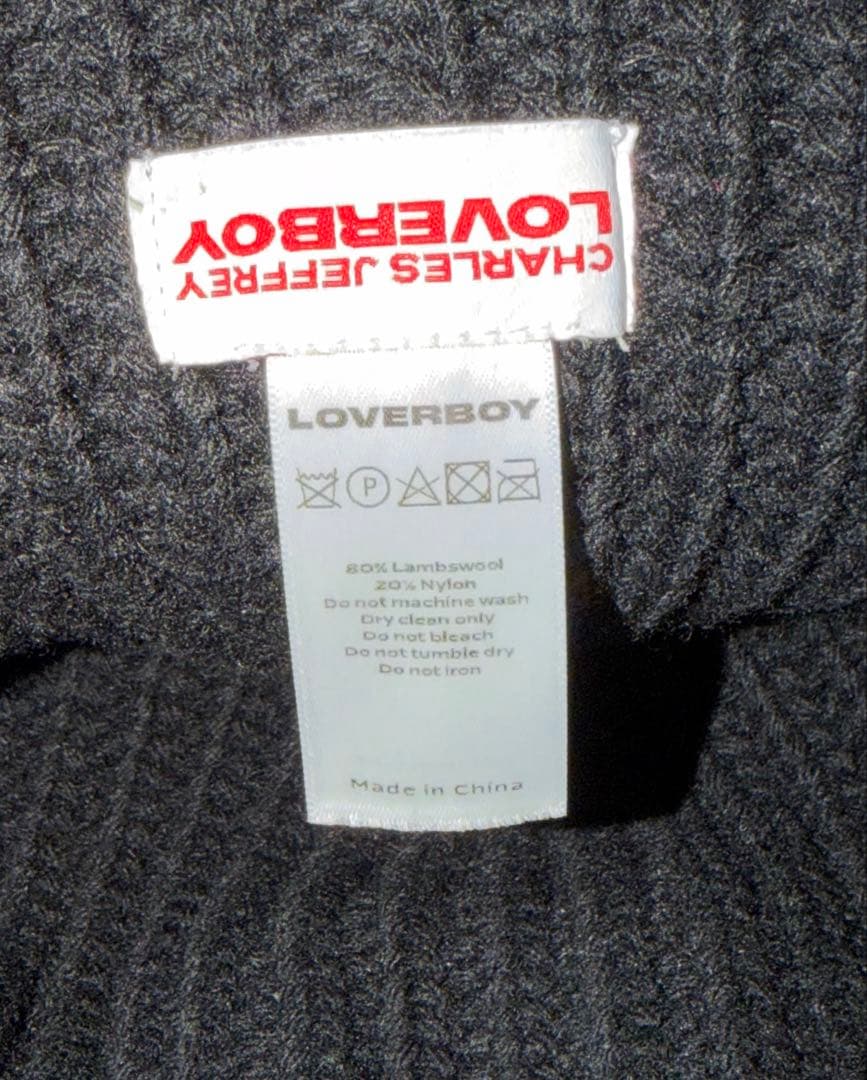 CHARLES JEFFREY
LOVERBOY
LOVERBOY
P
80% Lambswool
20% Nylon
Do not machine wash
Dry clean only
Do not bleach
Do not tumble dry
Do not iron
Made in China